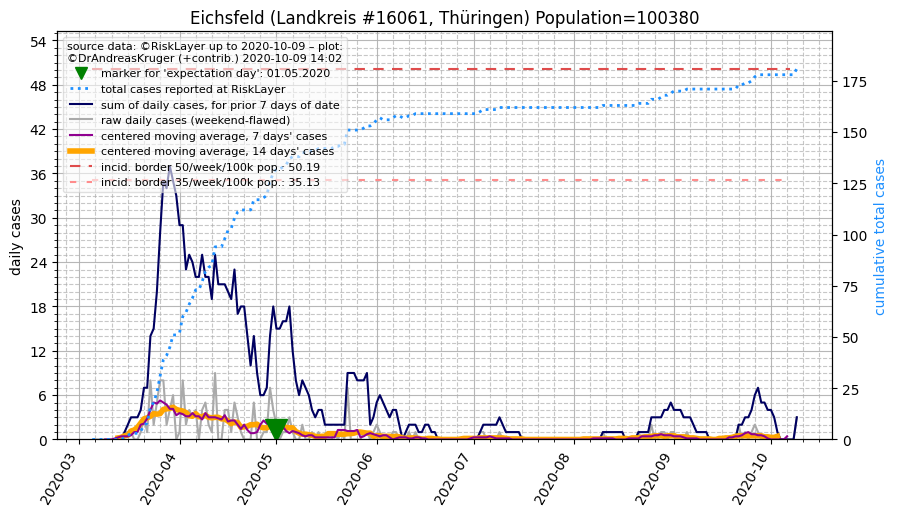 Eichsfeld (Landkreis #16061, Thüringen) Population=100380
source data: ©RiskLayer up to 2020-10-09 – plot:
©DrAndreasKruger (+contrib.) 2020-10-09 14:02
marker for 'expectation day': 01.05.2020
total cases reported at RiskLayer
sum of daily cases, for prior 7 days of date
raw daily cases (weekend-flawed)
centered moving average, 7 days' cases
centered moving average, 14 days' cases
incid. border 50/week/100k pop.: 50.19
incid. border 35/week/100k pop.: 35.13
daily cases
54
48
42
36
30
24
18
12
6
0
cumulative total cases
175
150
125
100
75
50
25
0
2020-03
2020-04
2020-05
2020-06
2020-07
2020-08
2020-09
2020-10